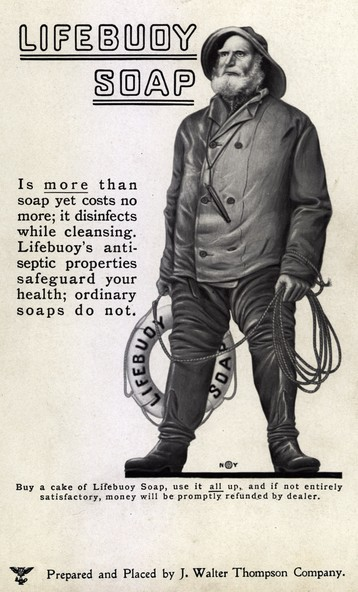 LIFEBUOY
SOAP
Is more than
soap yet costs no
more; it disinfects
while cleansing.
Lifebuoy's anti-
septic properties
safeguard your
health; ordinary
soaps do not.
LIFEBUOY
SOAP
Buy a cake of Lifebuoy Soap, use it all up, and if not entirely
satisfactory, money will be promptly refunded by dealer.
Prepared and Placed by J. Walter Thompson Company.